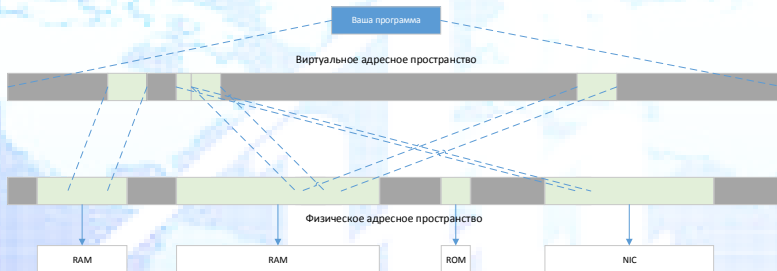 Ваша программа
Виртуальное адресное пространство
Физическое адресное пространство
RAM RAM ROM NIC